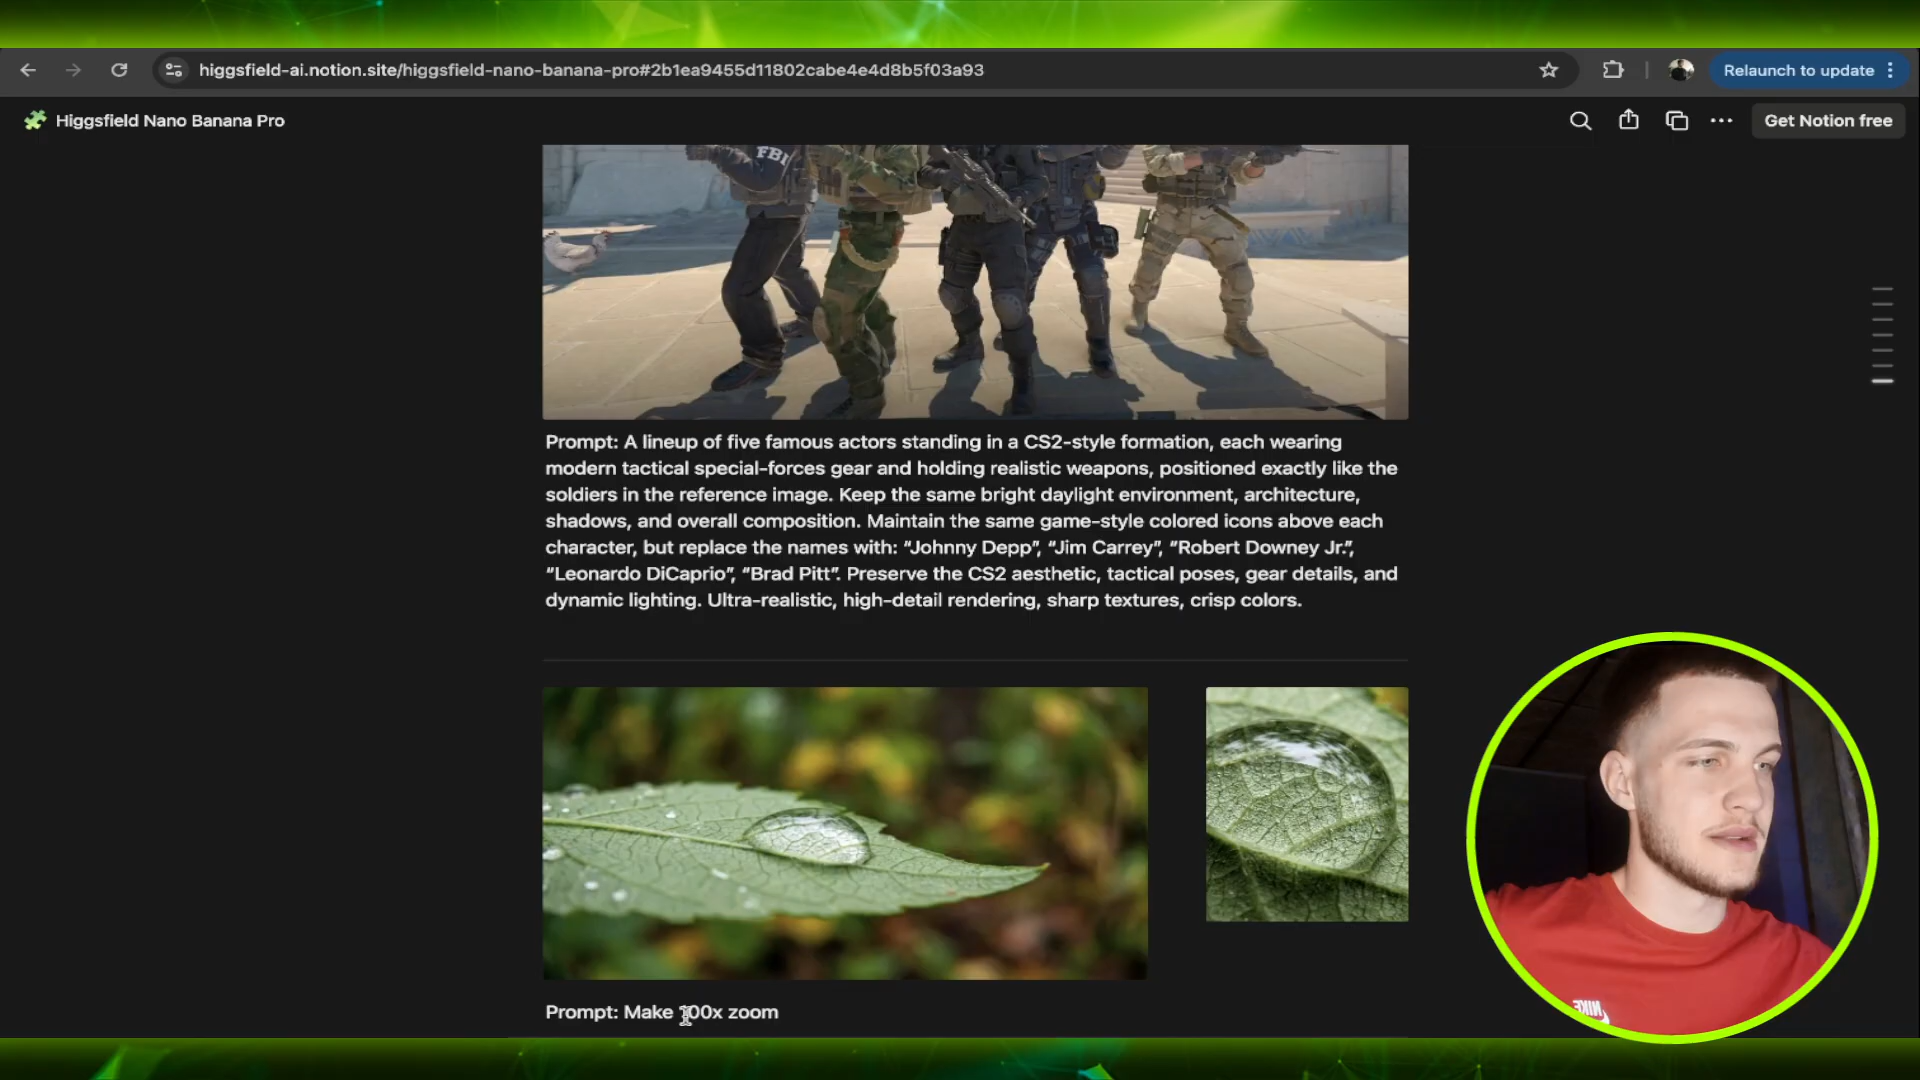 higgsfield-ai.notion.site/higgsfield-nano-banana-pro#2b1ea9455d11802cabe4e4d8b5f03a93
Relaunch to update
Higgsfield Nano Banana Pro
Get Notion free
FBI
Prompt: A lineup of five famous actors standing in a CS2-style formation, each wearing
modern tactical special-forces gear and holding realistic weapons, positioned exactly like the
soldiers in the reference image. Keep the same bright daylight environment, architecture,
shadows, and overall composition. Maintain the same game-style colored icons above each
character, but replace the names with: “Johnny Depp”, “Jim Carrey”, “Robert Downey Jr.”,
“Leonardo DiCaprio”, “Brad Pitt”. Preserve the CS2 aesthetic, tactical poses, gear details, and
dynamic lighting. Ultra-realistic, high-detail rendering, sharp textures, crisp colors.
Prompt: Make 100x zoom
NIKE